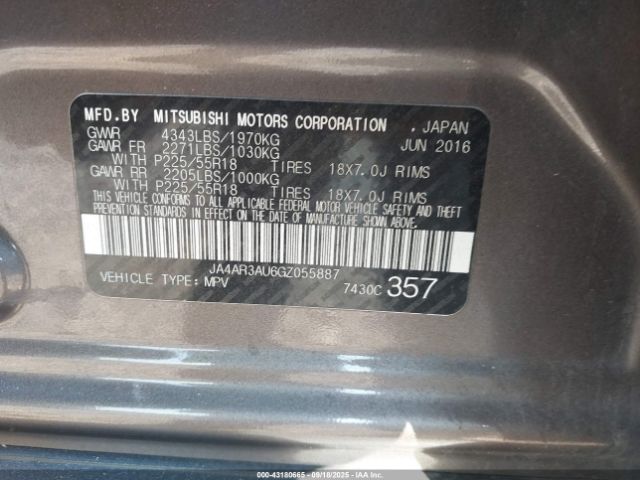 MFD.BY MITSUBISHI MOTORS CORPORATION . JAPAN
GVWR 4343LBS/1970KG JUN 2016
GAWR FR 2271LBS/1030KG
WITH P225/55R18 TIRES 18X7.0J RIMS
GAWR RR 2205LBS/1000KG
WITH P225/55R18 TIRES 18X7.0J RIMS
THIS VEHICLE CONFORMS TO ALL APPLICABLE FEDERAL MOTOR VEHICLE SAFETY AND THEFT
PREVENTION STANDARDS IN EFFECT ON THE DATE OF MANUFACTURE SHOWN ABOVE.
JA4AR3AU6GZ055887
VEHICLE TYPE:MPV 7430C 357
000-43180665 - 09/18/2025 - IAA Inc. Copyright